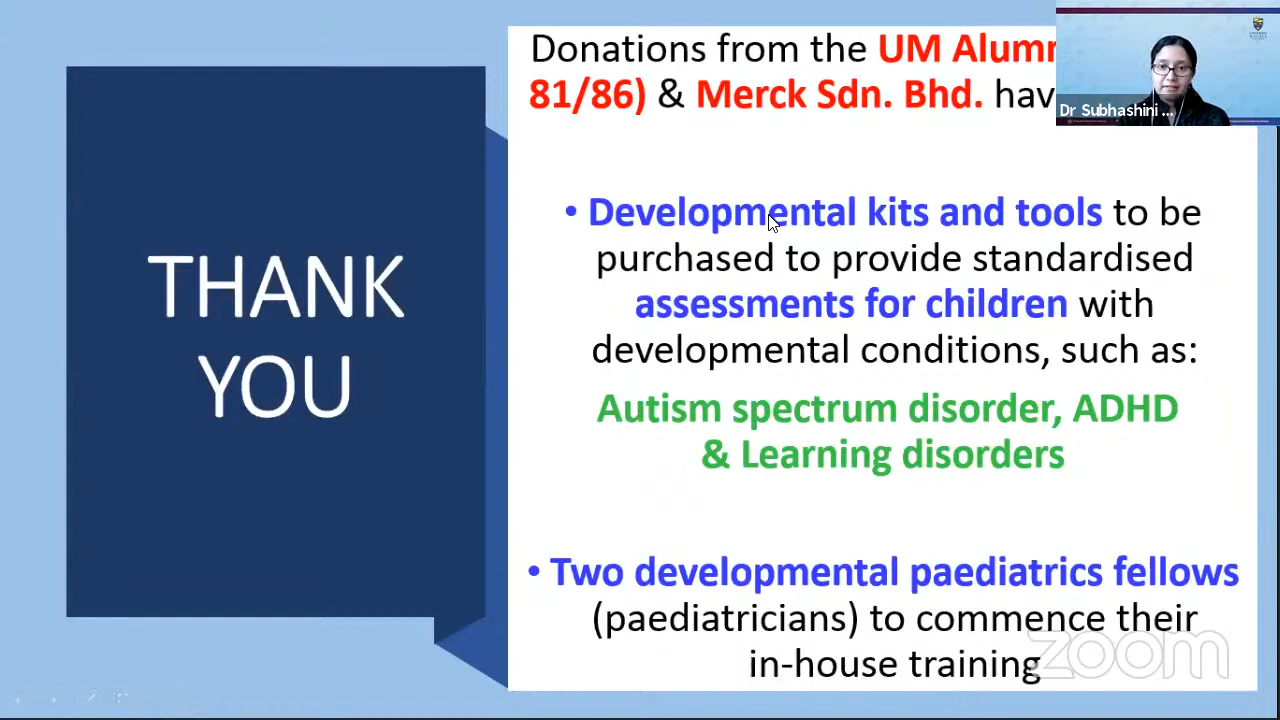 THANK
YOU
Donations from the UM Alum
81/86) & Merck Sdn. Bhd. hav
Dr Subhashini ...
• Developmental kits and tools to be
purchased to provide standardised
assessments for children with
developmental conditions, such as:
Autism spectrum disorder, ADHD
& Learning disorders
• Two developmental paediatrics fellows
(paediatricians) to commence their
in-house training
zoom